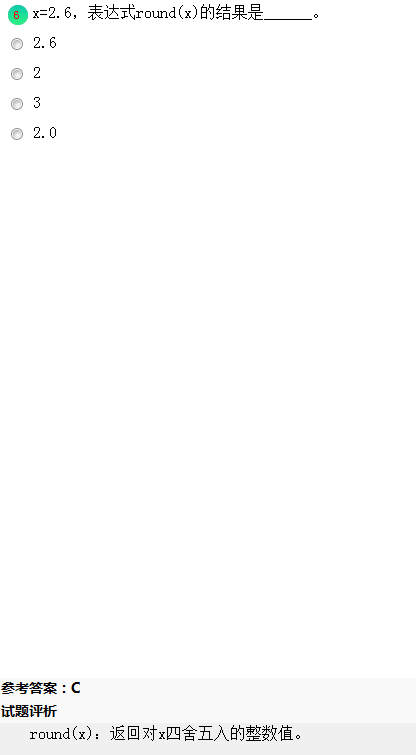 6 x=2.6，表达式round(x)的结果是______。
2.6
2
3
2.0
参考答案：C
试题评析
round(x)：返回对x四舍五入的整数值。